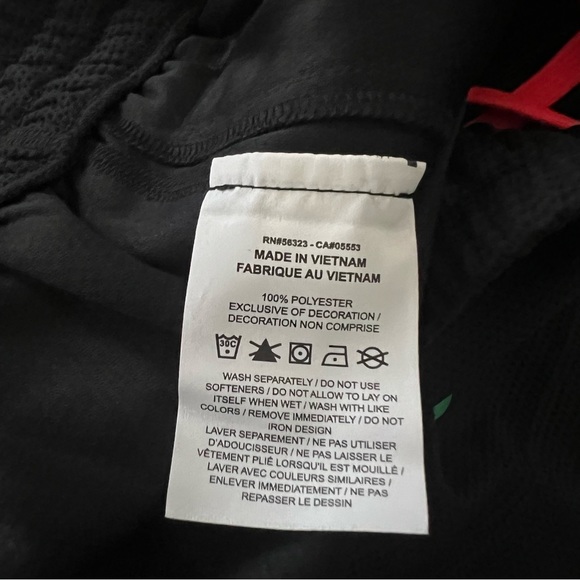 RN#56323 - CA#05553
MADE IN VIETNAM
FABRIQUE AU VIETNAM
100% POLYESTER
EXCLUSIVE OF DECORATION /
DECORATION NON COMPRISE
30C
WASH SEPARATELY / DO NOT USE
SOFTENERS / DO NOT ALLOW TO LAY ON
ITSELF WHEN WET / WASH WITH LIKE
COLORS / REMOVE IMMEDIATELY / DO NOT
IRON DESIGN
LAVER SEPAREMENT / NE PAS UTILISER
D'ADOUCISSEUR / NE PAS LAISSER LE
VÊTEMENT PLIÉ LORSQU'IL EST MOUILLÉ /
LAVER AVEC COULEURS SIMILAIRES /
ENLEVER IMMEDIATEMENT / NE PAS
REPASSER LE DESSIN